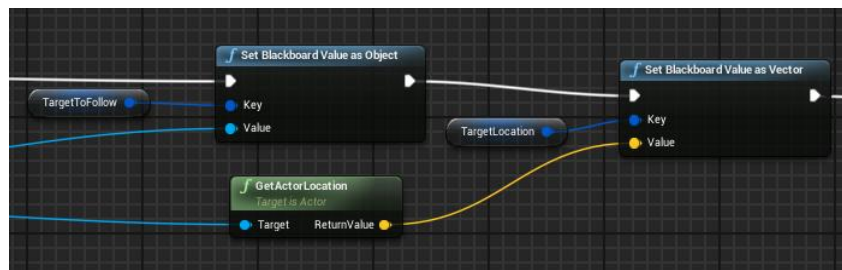 Set Blackboard Value as Object
TargetToFollow
Key
Value
Set Blackboard Value as Vector
TargetLocation
Key
Value
GetActorLocation
Target is Actor
Target ReturnValue